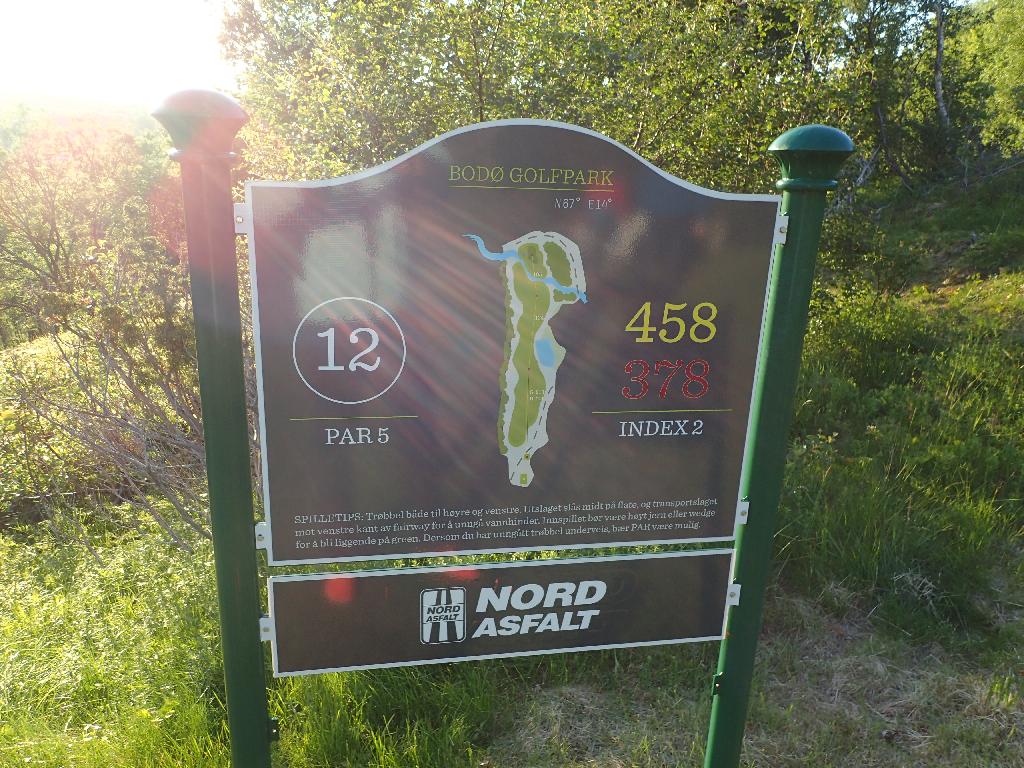 BODØ GOLFPARK
N67° E14°
12
PAR 5
458
378
INDEX 2
SPILLETIPS: Trøbbel både til høyre og venstre. Utslaget slås midt på flate, og transportslaget
mot venstre kant av fairway for å unngå vannhinder. Innspillet bør være høyt jern eller wedge
for å bli liggende på green. Dersom du har unngått trøbbel underveis, bør PAR være mulig.
NORD
ASFALT
NORD
ASFALT